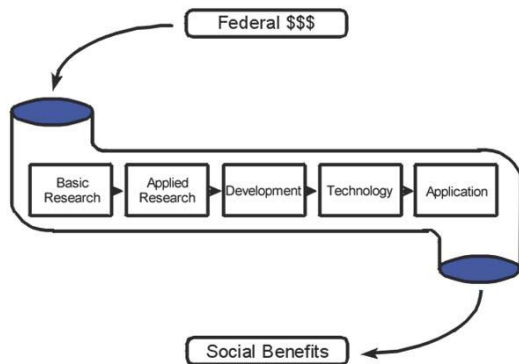 Federal $$$
Basic
Research
Applied
Research
Development
Technology
Application
Social Benefits